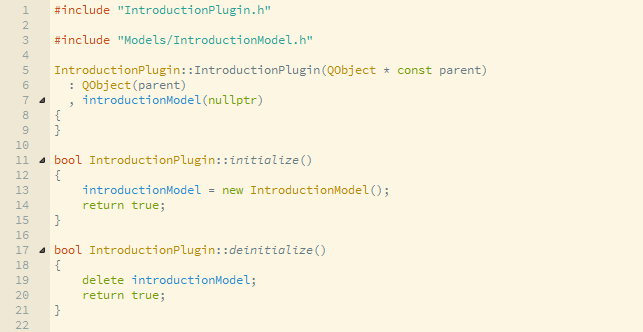 1 #include "IntroductionPlugin.h"
2
3 #include "Models/IntroductionModel.h"
4
5 IntroductionPlugin::IntroductionPlugin(QObject * const parent)
6   : QObject(parent)
7   , introductionModel(nullptr)
8 {
9 }
10
11 bool IntroductionPlugin::initialize()
12 {
13     introductionModel = new IntroductionModel();
14     return true;
15 }
16
17 bool IntroductionPlugin::deinitialize()
18 {
19     delete introductionModel;
20     return true;
21 }
22